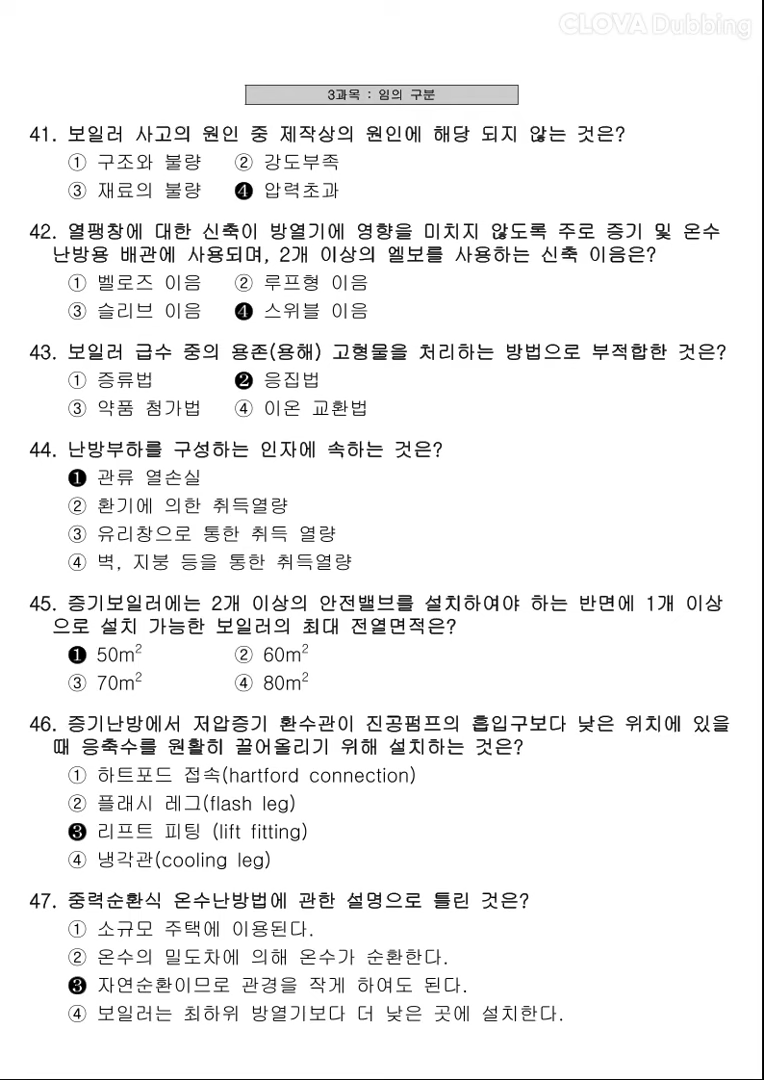 CLOVA Dubbing
3과목 : 임의 구분
41. 보일러 사고의 원인 중 제작상의 원인에 해당 되지 않는 것은?
① 구조와 불량 ② 강도부족
③ 재료의 불량 ❹ 압력초과
42. 열팽창에 대한 신축이 방열기에 영향을 미치지 않도록 주로 증기 및 온수
난방용 배관에 사용되며, 2개 이상의 엘보를 사용하는 신축 이음은?
① 벨로즈 이음 ② 루프형 이음
③ 슬리브 이음 ❹ 스위블 이음
43. 보일러 급수 중의 용존(용해) 고형물을 처리하는 방법으로 부적합한 것은?
① 증류법 ❷ 응집법
③ 약품 첨가법 ④ 이온 교환법
44. 난방부하를 구성하는 인자에 속하는 것은?
❶ 관류 열손실
② 환기에 의한 취득열량
③ 유리창으로 통한 취득 열량
④ 벽, 지붕 등을 통한 취득열량
45. 증기보일러에는 2개 이상의 안전밸브를 설치하여야 하는 반면에 1개 이상
으로 설치 가능한 보일러의 최대 전열면적은?
❶ 50m² ② 60m²
③ 70m² ④ 80m²
46. 증기난방에서 저압증기 환수관이 진공펌프의 흡입구보다 낮은 위치에 있을
때 응축수를 원활히 끌어올리기 위해 설치하는 것은?
① 하트포드 접속(hartford connection)
② 플래시 레그(flash leg)
❸ 리프트 피팅 (lift fitting)
④ 냉각관(cooling leg)
47. 중력순환식 온수난방법에 관한 설명으로 틀린 것은?
① 소규모 주택에 이용된다.
② 온수의 밀도차에 의해 온수가 순환한다.
❸ 자연순환이므로 관경을 작게 하여도 된다.
④ 보일러는 최하위 방열기보다 더 낮은 곳에 설치한다.